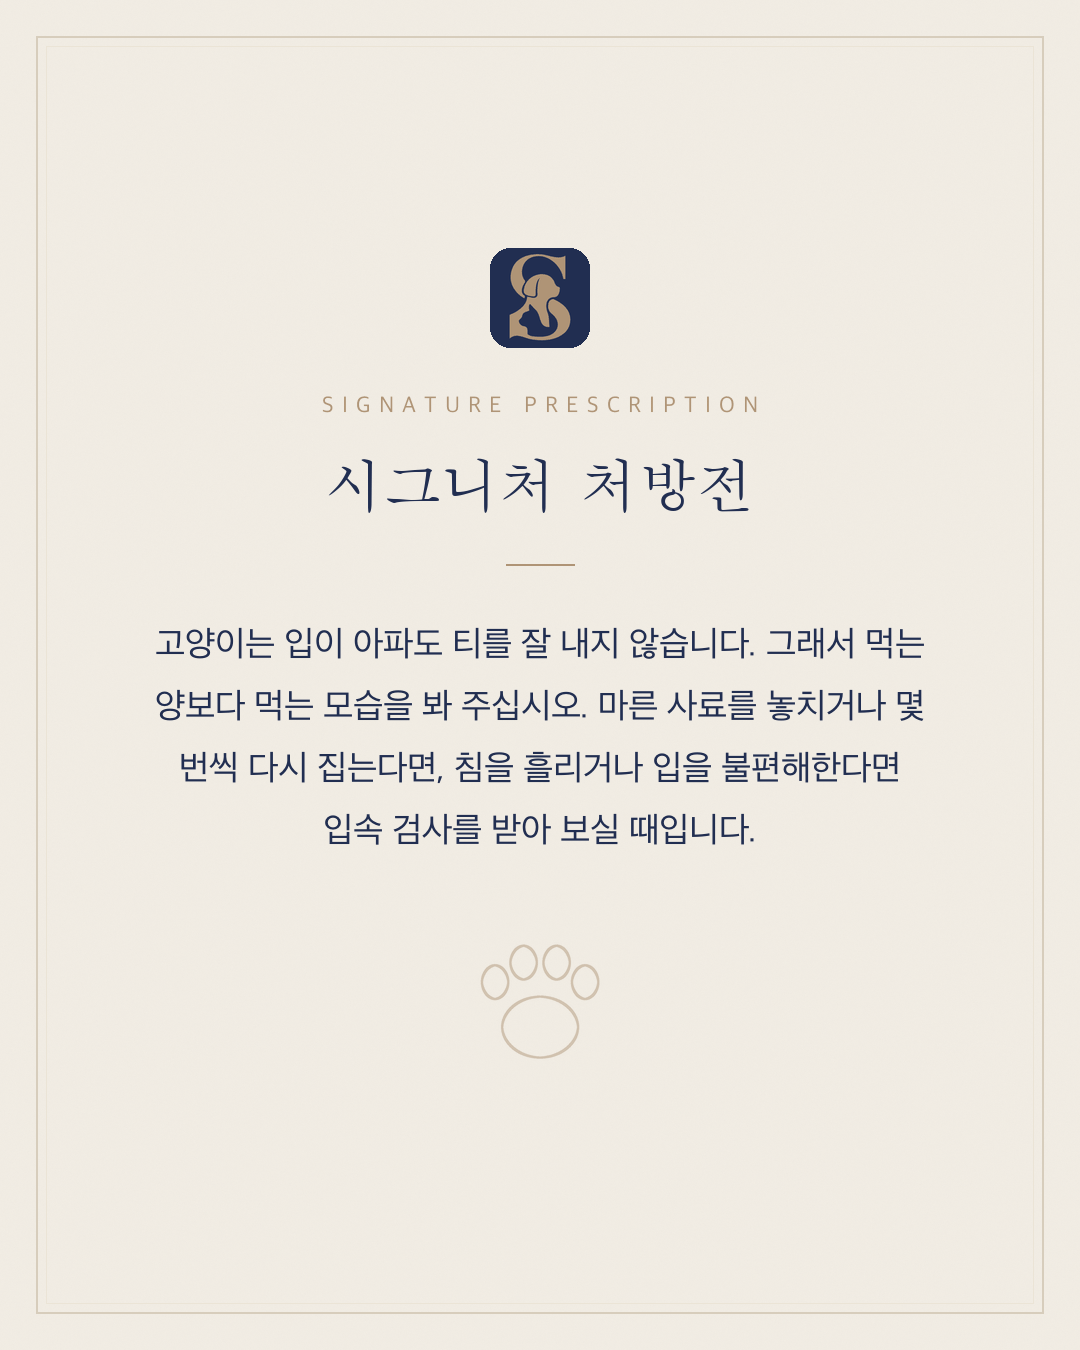 S
SIGNATURE PRESCRIPTION
시그니처 처방전
고양이는 입이 아파도 티를 잘 내지 않습니다. 그래서 먹는
양보다 먹는 모습을 봐 주십시오. 마른 사료를 놓치거나 몇
번씩 다시 집는다면, 침을 흘리거나 입을 불편해한다면
입속 검사를 받아 보실 때입니다.